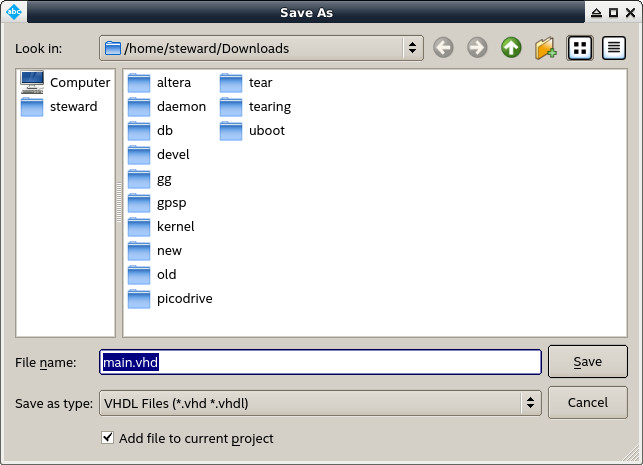 abc
Save As
Look in: /home/steward/Downloads
Computer
steward
altera
daemon
db
devel
gg
gpsp
kernel
new
old
picodrive
tear
tearing
uboot
File name: main.vhd Save
Save as type: VHDL Files (*.vhd *.vhdl) Cancel
Add file to current project